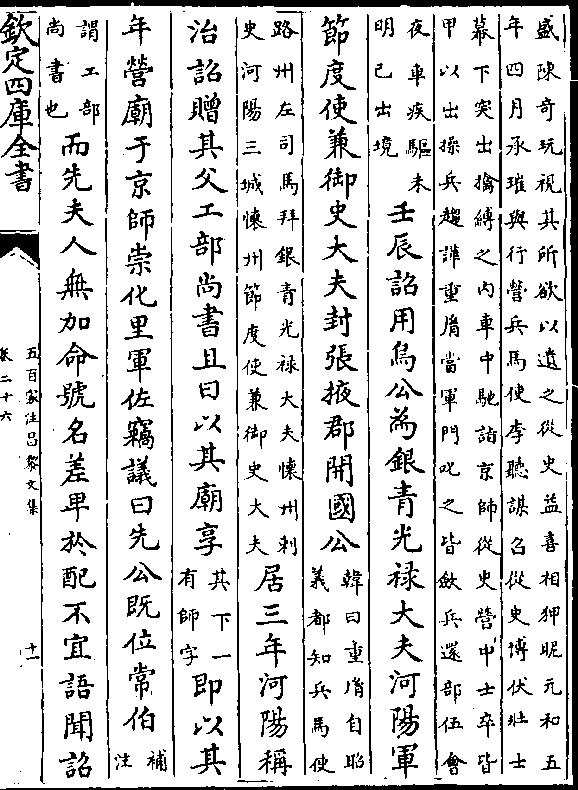 盛陳奇玩視其所欲以遺之從史益喜相狎昵元和五
年四月承璀與行營兵馬使李聽謀召從史博伏壯士
幕下突出擒縛之内車中馳詣京師從史營中士卒皆
甲以出操兵趨譁重𦙍當軍門叱之皆歛兵還部伍會
夜車疾驅未
明已出境
壬辰詔用烏公為銀青光禄大夫河陽軍
節度使兼御史大夫封張掖郡開國公
韓曰重𦙍自昭
義都知兵馬使
路州左司馬拜銀青光禄大夫懷州刺
史河陽三城懷州節度使兼御史大夫
居三年河陽稱
治詔贈其父工部尚書且曰以其廟享
其下一
有師字
即以其
年營廟于京師崇化里軍佐竊議曰先公既位常伯
補
注
謂工部
尚書也
而先夫人無加命號名差卑於配不宜語聞詔
欽定四庫全書
五百家注昌黎文集
卷二十六
十一